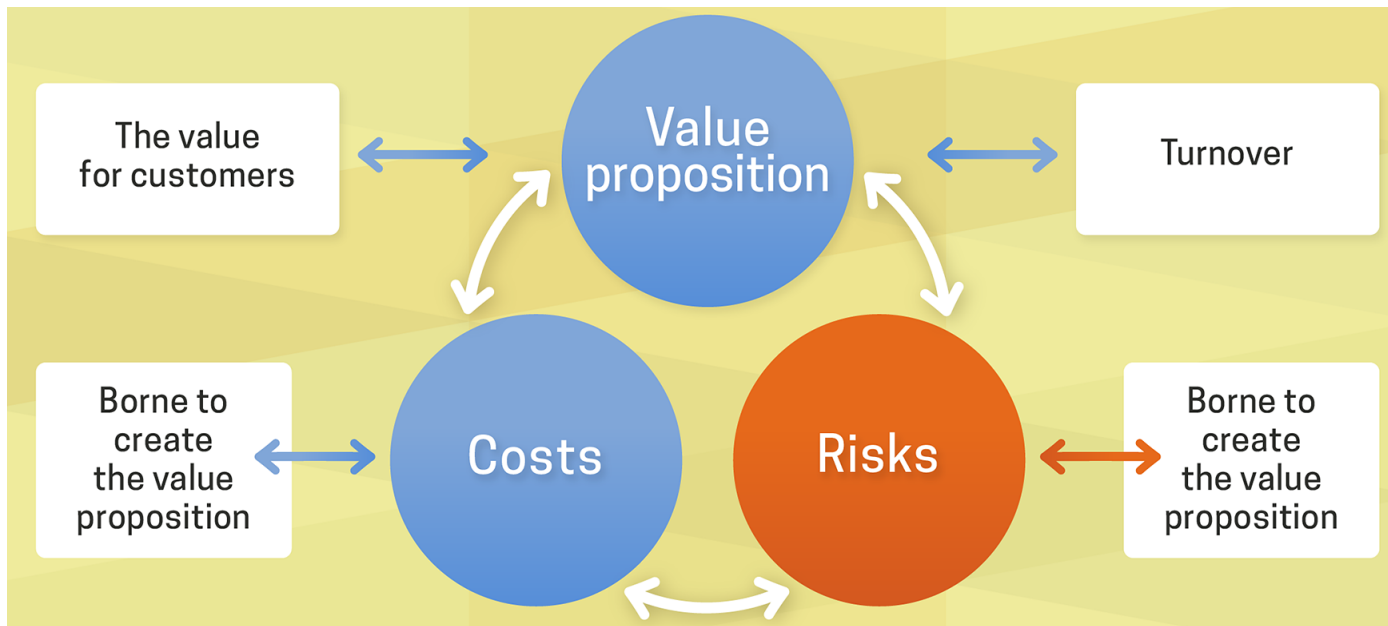 The value
for customers
Value
proposition
Turnover
Borne to
create
the value
proposition
Costs
Risks
Borne to
create
the value
proposition